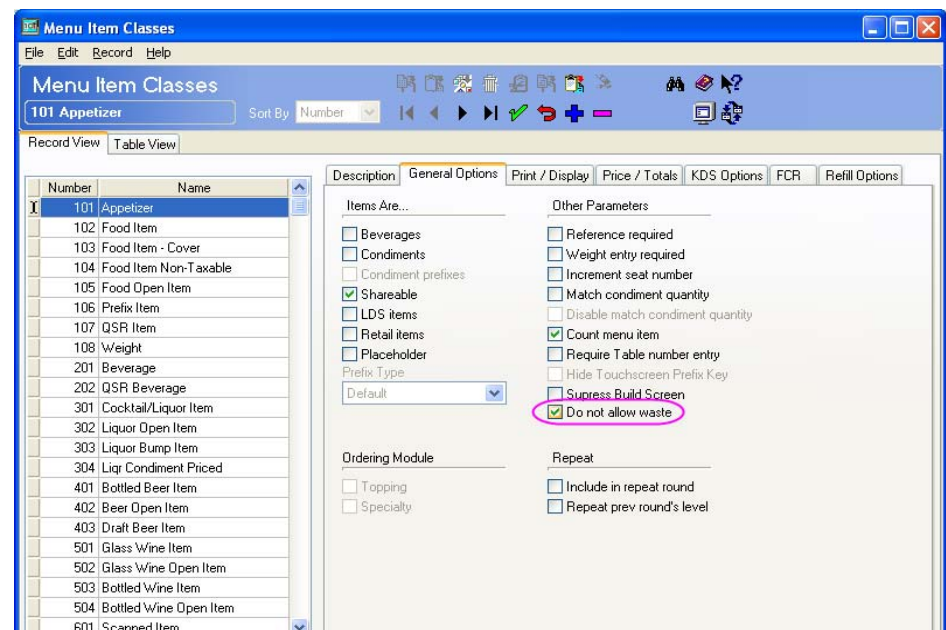 Menu Item Classes
File Edit Record Help
Menu Item Classes
101 Appetizer
Sort By Number
Record View Table View
Number Name
101 Appetizer
102 Food Item
103 Food Item - Cover
104 Food Item Non-Taxable
105 Food Open Item
106 Prefix Item
107 QSR Item
108 Weight
201 Beverage
202 QSR Beverage
301 Cocktail/Liquor Item
302 Liquor Open Item
303 Liquor Bump Item
304 Liqr Condiment Priced
401 Bottled Beer Item
402 Beer Open Item
403 Draft Beer Item
501 Glass Wine Item
502 Glass Wine Open Item
503 Bottled Wine Item
504 Bottled Wine Open Item
601 Scanned Item
Description General Options Print / Display Price / Totals KDS Options FCR Refill Options
Items Are...
Beverages
Condiments
Condiment prefixes
Shareable
LDS items
Retail items
Placeholder
Prefix Type
Default
Ordering Module
Topping
Specialty
Other Parameters
Reference required
Weight entry required
Increment seat number
Match condiment quantity
Disable match condiment quantity
Count menu item
Require Table number entry
Hide Touchscreen Prefix Key
Supress Build Screen
Do not allow waste
Repeat
Include in repeat round
Repeat prev round's level